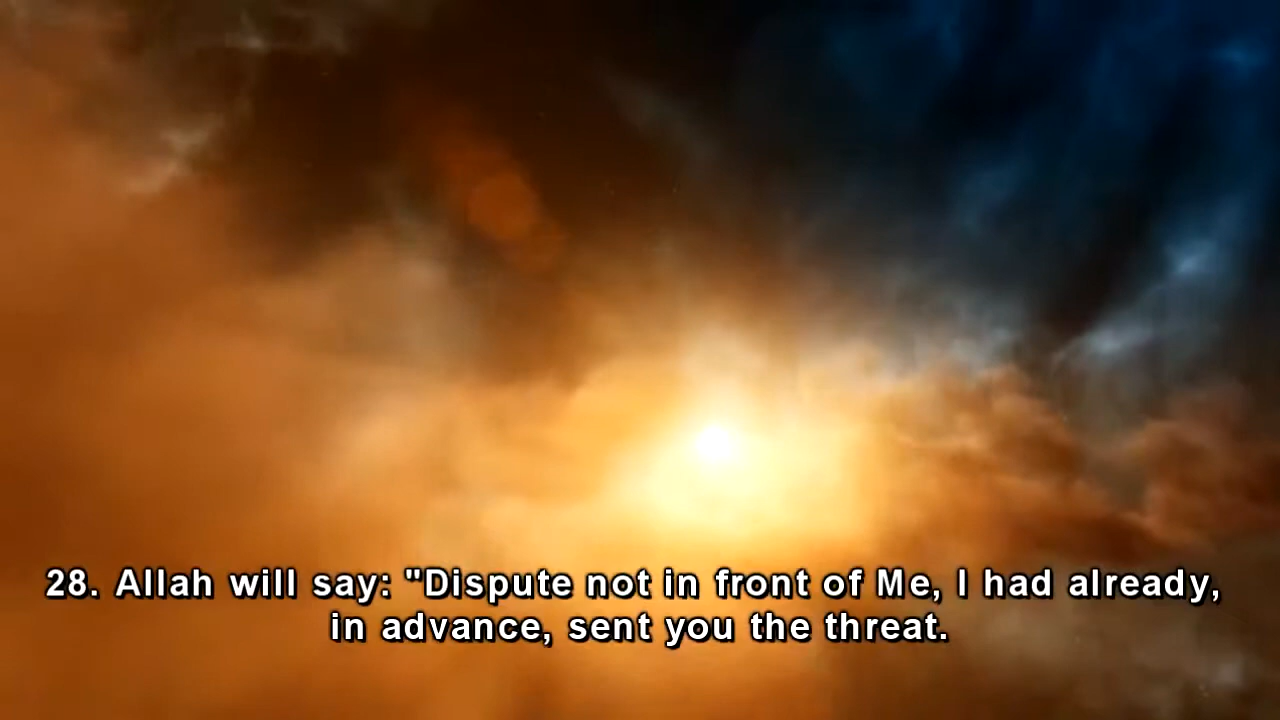 28. Allah will say: "Dispute not in front of Me, I had already,
in advance, sent you the threat.